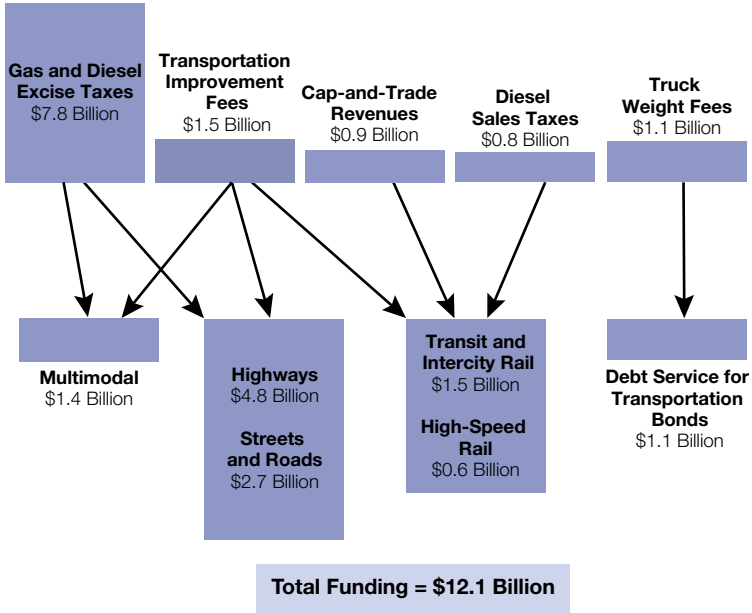 Gas and Diesel
Excise Taxes
$7.8 Billion
Transportation
Improvement
Fees
$1.5 Billion
Cap-and-Trade
Revenues
$0.9 Billion
Diesel
Sales Taxes
$0.8 Billion
Truck
Weight Fees
$1.1 Billion
Multimodal
$1.4 Billion
Highways
$4.8 Billion
Streets
and Roads
$2.7 Billion
Transit and
Intercity Rail
$1.5 Billion
High-Speed
Rail
$0.6 Billion
Debt Service for
Transportation
Bonds
$1.1 Billion
Total Funding = $12.1 Billion